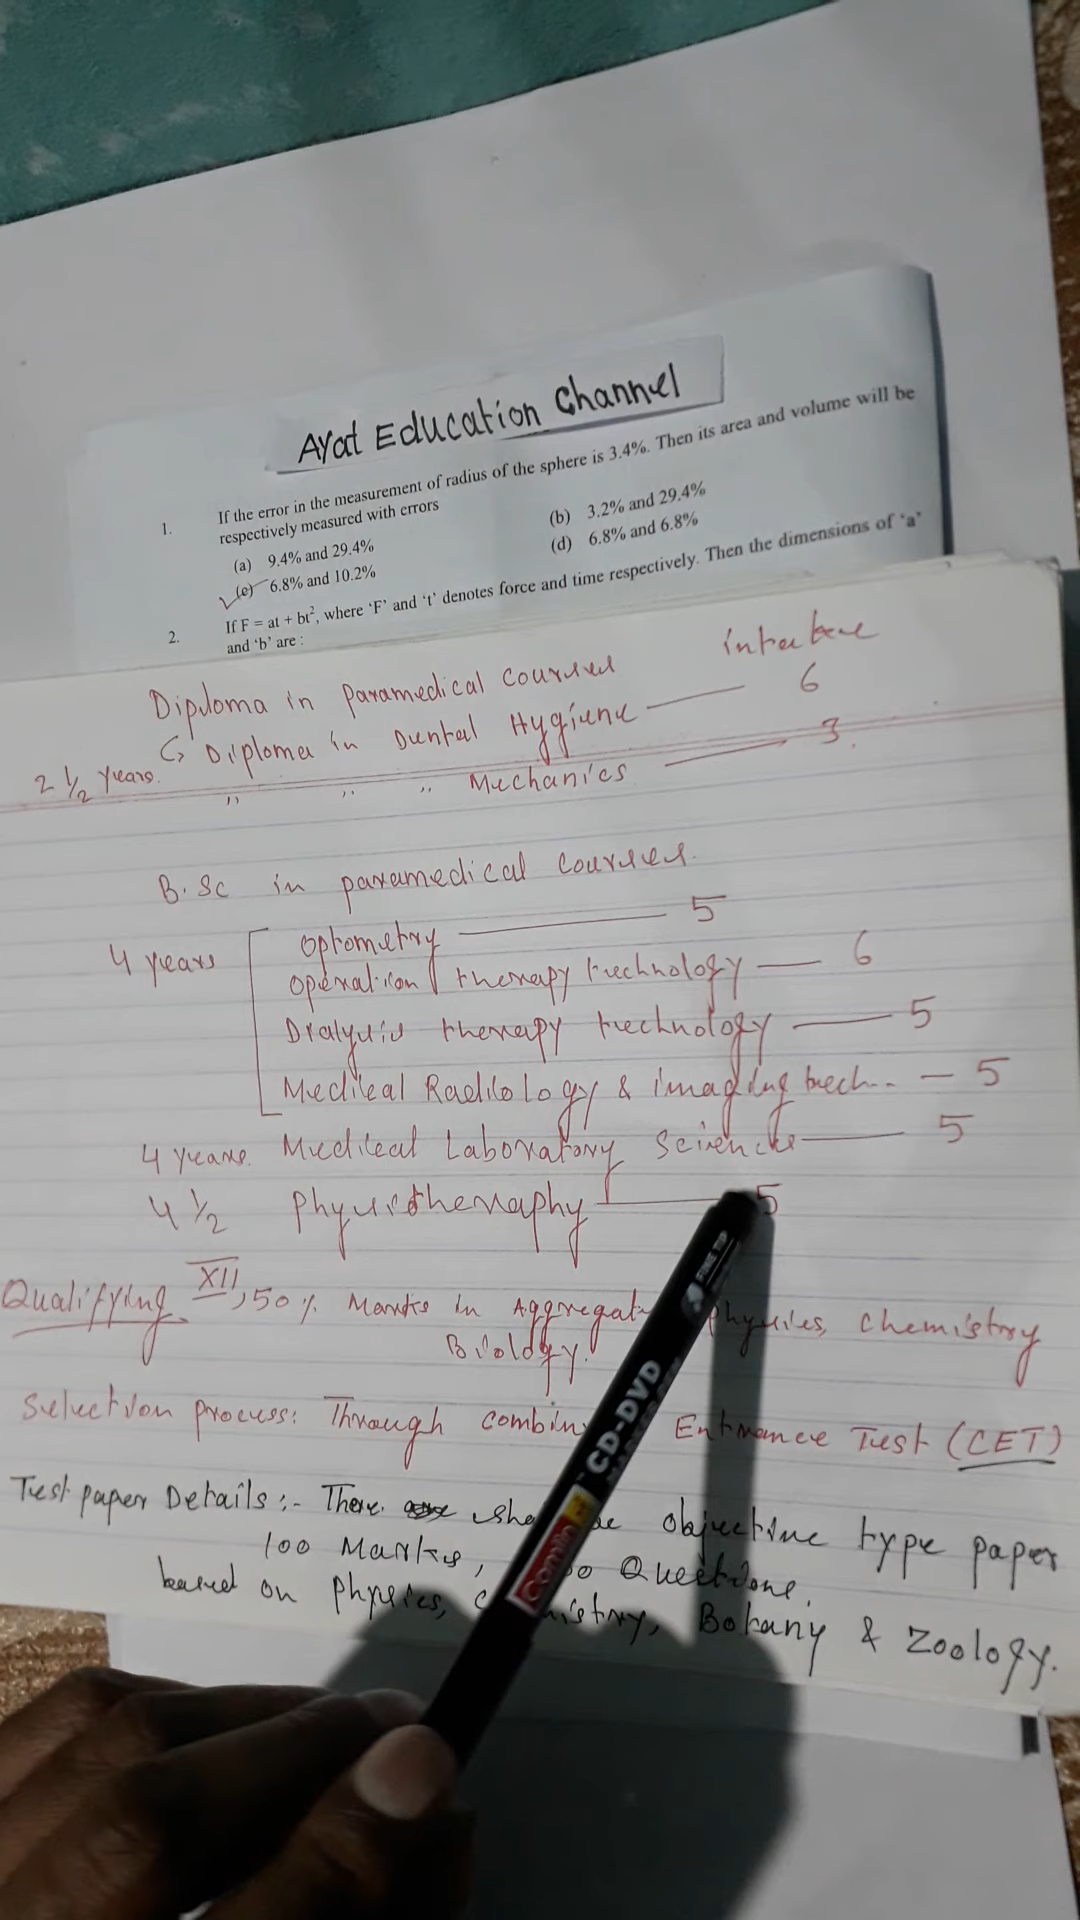 Ayat Education Channel
1. If the error in the measurement of radius of the sphere is 3.4%. Then its area and volume will be
respectively measured with errors
(a) 9.4% and 29.4% (b) 3.2% and 29.4%
(c) 6.8% and 10.2% (d) 6.8% and 6.8%
2. If F = at + bt², where 'F' and 't' denotes force and time respectively. Then the dimensions of 'a'
and 'b' are :
Diploma in paramedical Courses
2 ½ years. Diploma in Dental Hygiene — 6
,, ,, ,, Mechanics — 3.
B.Sc in paramedical courses.
4 years Optometry — 5
Operation therapy technology — 6
Dialysis therapy technology — 5
Medical Radiology & imaging tech.. — 5
4 years. Medical Laboratory Science — 5
4 ½ Physiotheraphy — 5
Qualifying XII, 50% Marks in Aggregat physics, chemistry
Biology.
Selection process: Through combin Entrance Test (CET)
Test paper Details :- There be objective type paper
100 Marks, Questions.
based on physics, Botany & Zoology.
CD-DVD
FINE TIP
Camlin